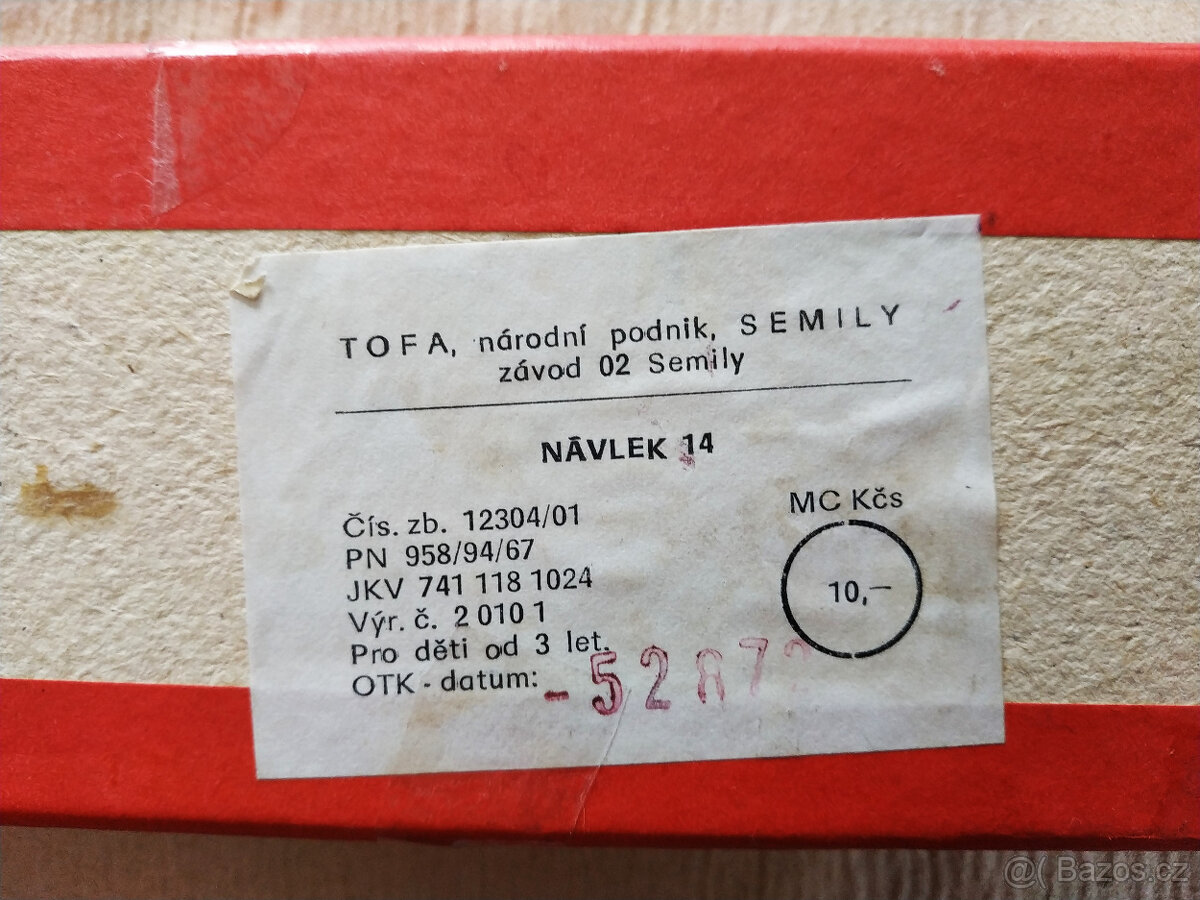 TOFA, národní podnik, SEMILY
závod 02 Semily
NÁVLEK 14
MC Kčs
10,—
Čís. zb. 12304/01
PN 958/94/67
JKV 741 118 1024
Výr. č. 2 010 1
Pro děti od 3 let.
OTK - datum: - 52
@( Bazos.cz